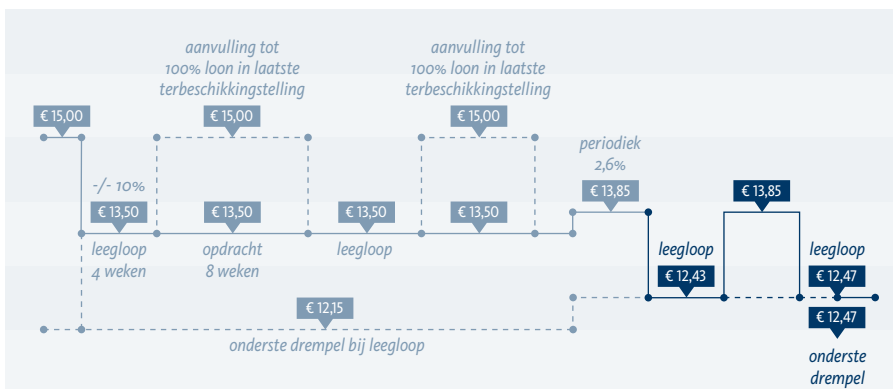 aanvulling tot
100% loon in laatste
terbeschikkingstelling
aanvulling tot
100% loon in laatste
terbeschikkingstelling
€ 15,00
€ 15,00
€ 15,00
periodiek
2,6%
-/- 10%
€ 13,85
€ 13,85
€ 13,50
€ 13,50
€ 13,50
€ 13,50
leegloop
4 weken
opdracht
8 weken
leegloop
leegloop
€ 12,43
leegloop
€ 12,47
€ 12,15
onderste drempel bij leegloop
€ 12,47
onderste
drempel